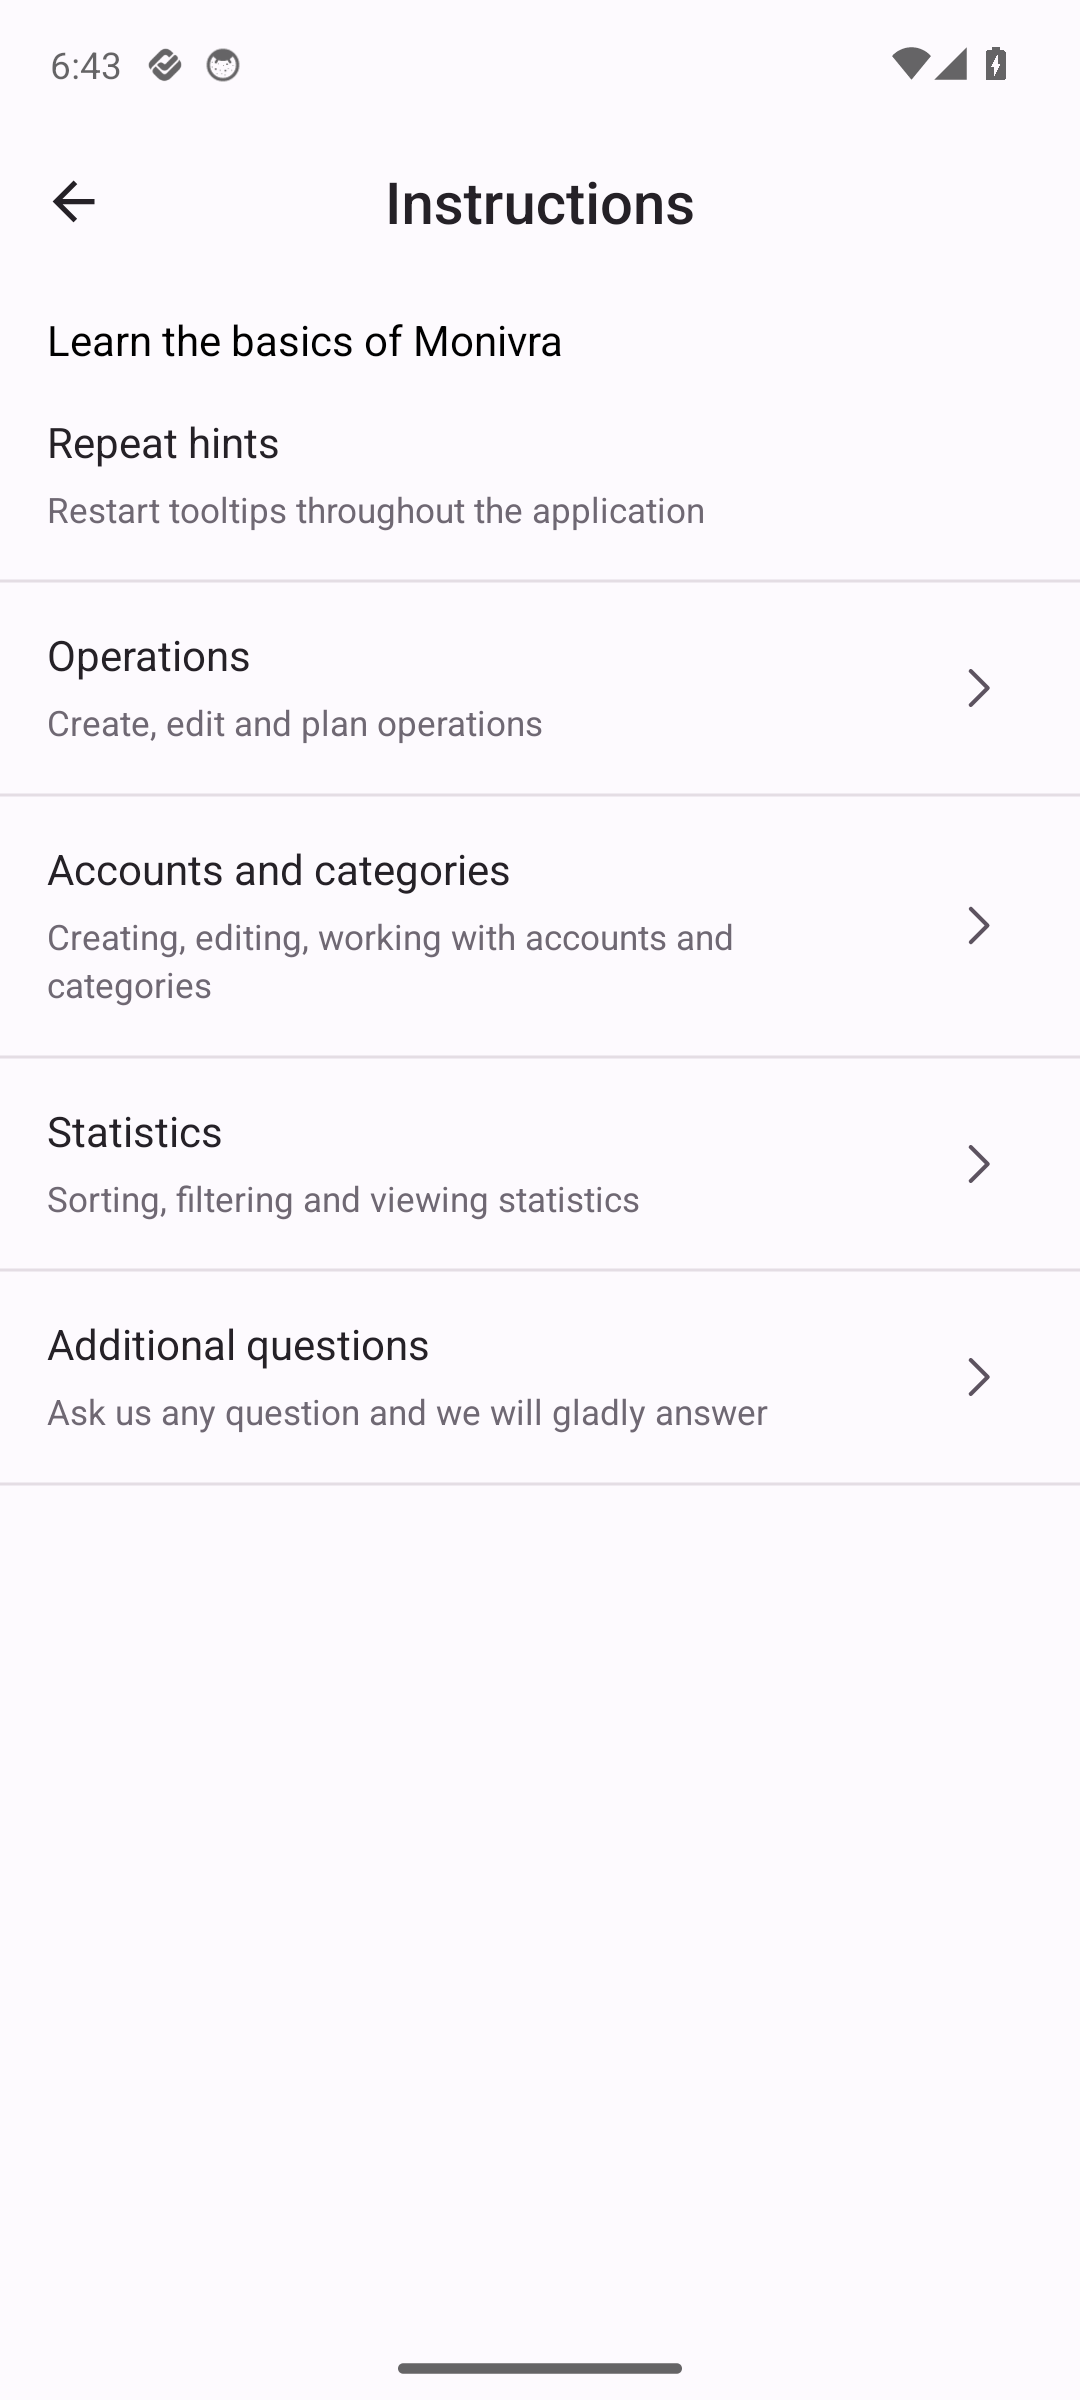 6:43
Instructions
Learn the basics of Monivra
Repeat hints
Restart tooltips throughout the application
Operations
Create, edit and plan operations
Accounts and categories
Creating, editing, working with accounts and
categories
Statistics
Sorting, filtering and viewing statistics
Additional questions
Ask us any question and we will gladly answer